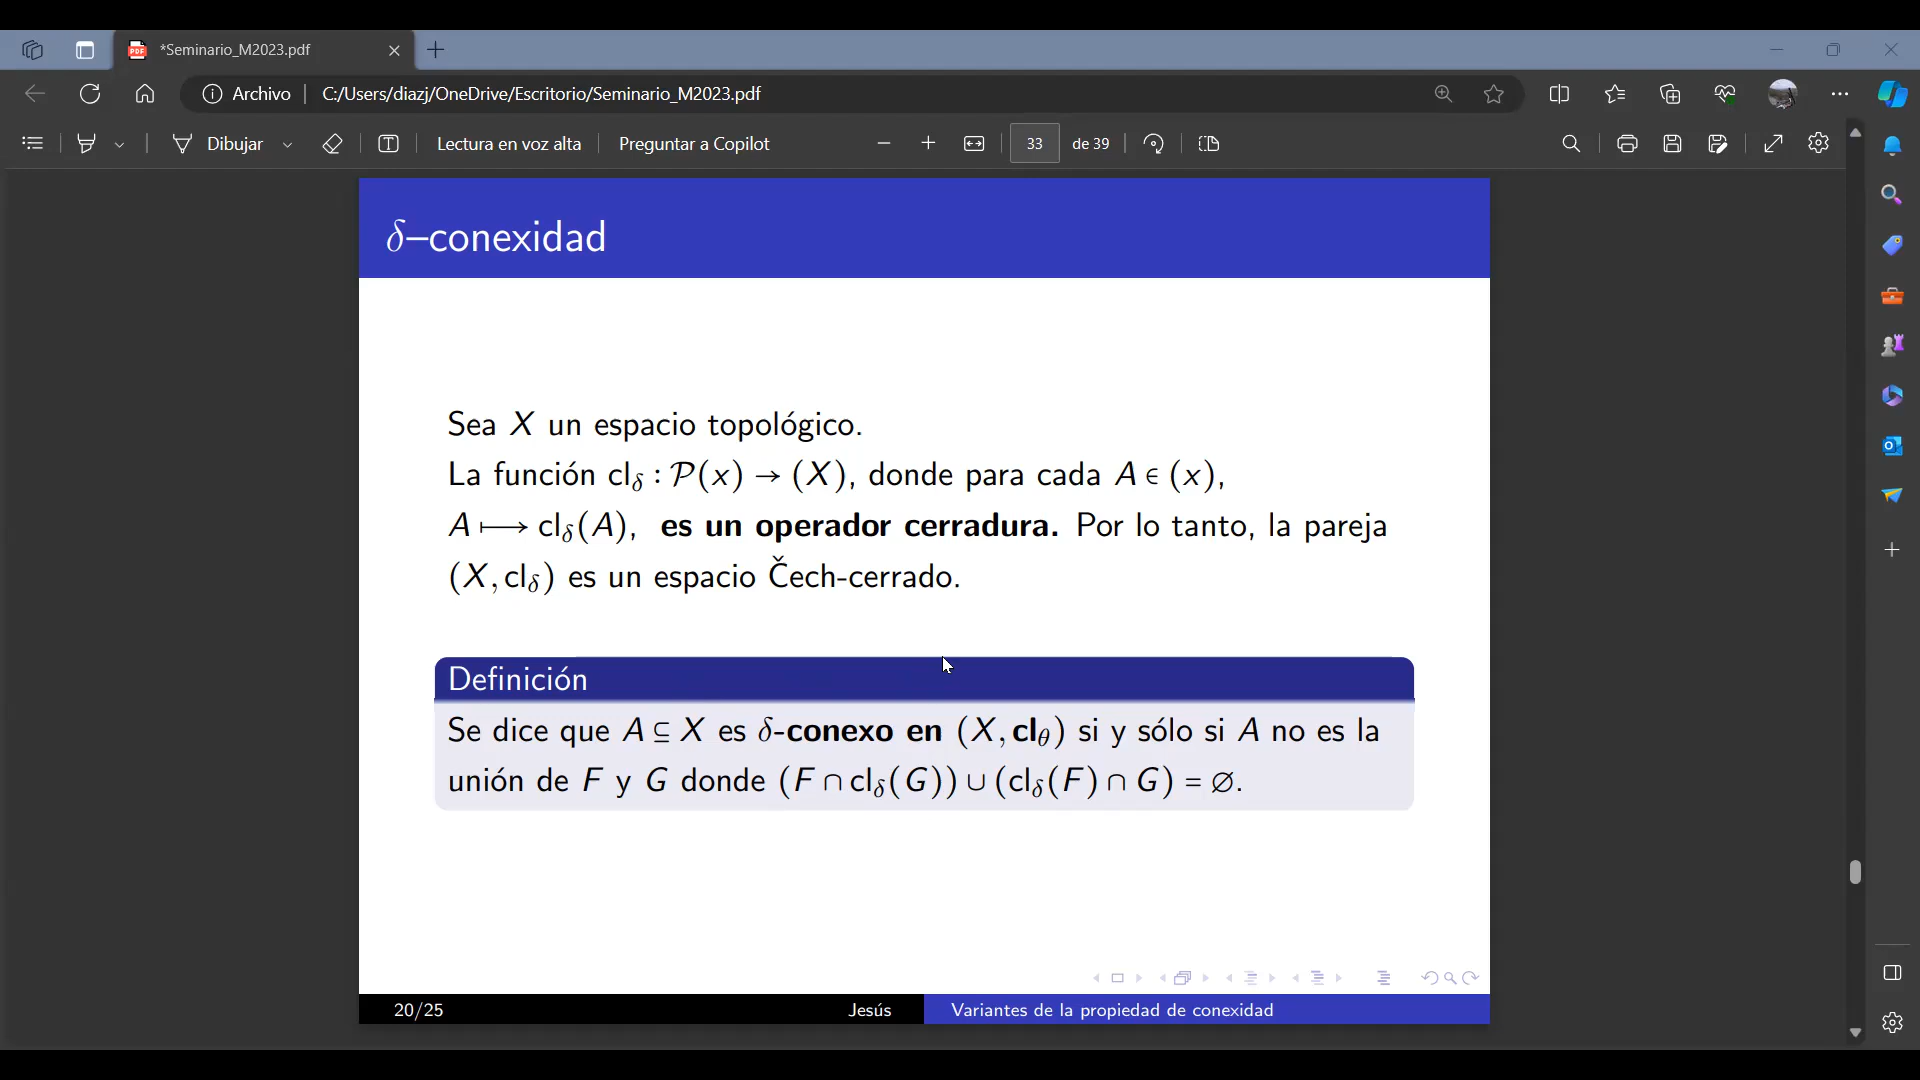 *Seminario_M2023.pdf
Archivo C:/Users/diazj/OneDrive/Escritorio/Seminario_M2023.pdf
Dibujar Lectura en voz alta Preguntar a Copilot 33 de 39
δ–conexidad
Sea X un espacio topológico.
La función cl_δ : 𝒫(x) → (X), donde para cada A ∈ (x),
A ⟼ cl_δ(A), es un operador cerradura. Por lo tanto, la pareja
(X, cl_δ) es un espacio Čech-cerrado.
Definición
Se dice que A ⊆ X es δ-conexo en (X, cl_θ) si y sólo si A no es la
unión de F y G donde (F ∩ cl_δ(G)) ∪ (cl_δ(F) ∩ G) = ∅.
20/25 Jesús Variantes de la propiedad de conexidad